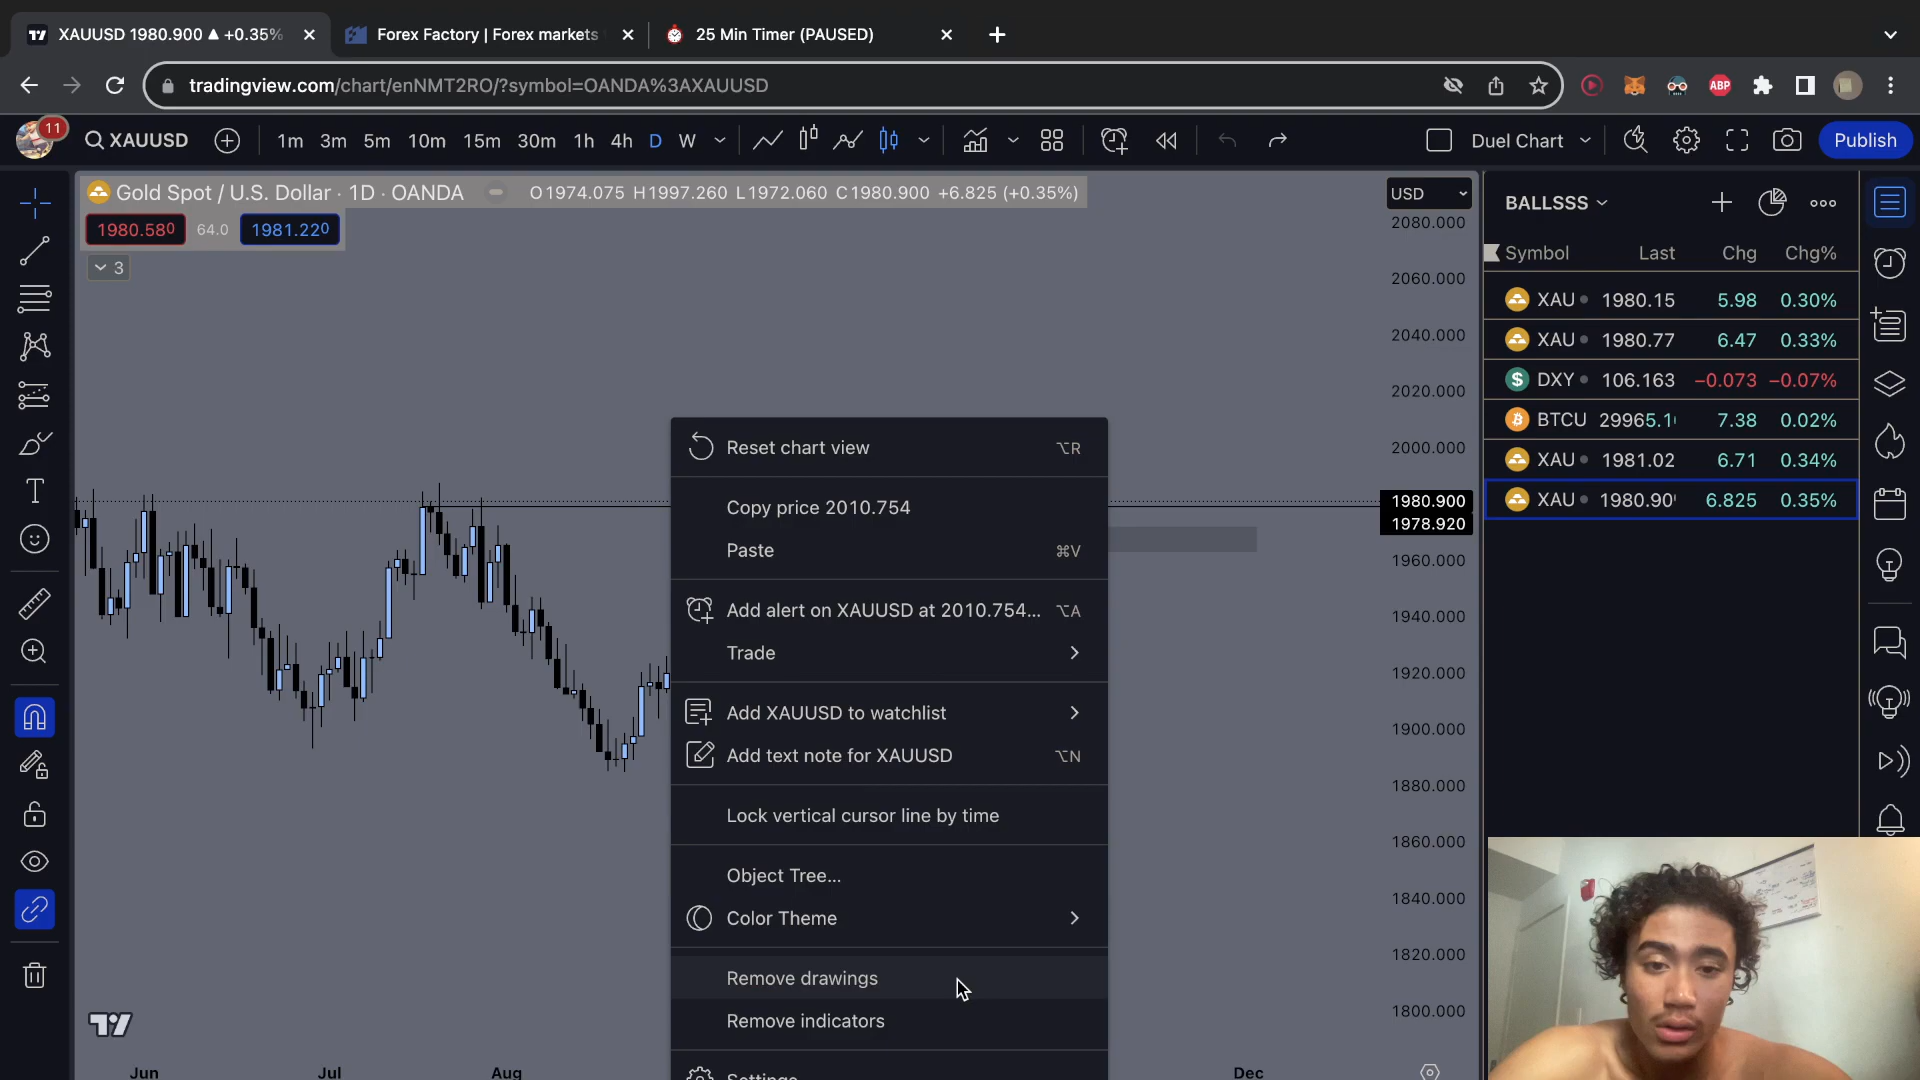 XAUUSD 1980.900 ▲ +0.35%
Forex Factory | Forex markets
25 Min Timer (PAUSED)
tradingview.com/chart/enNMT2RO/?symbol=OANDA%3AXAUUSD
ABP
11
XAUUSD
1m 3m 5m 10m 15m 30m 1h 4h D W
Duel Chart
Publish
Gold Spot / U.S. Dollar · 1D · OANDA
O1974.075 H1997.260 L1972.060 C1980.900 +6.825 (+0.35%)
1980.580 64.0 1981.220
3
USD
2080.000
2060.000
2040.000
2020.000
2000.000
1980.900
1978.920
1960.000
1940.000
1920.000
1900.000
1880.000
1860.000
1840.000
1820.000
1800.000
Reset chart view ⌥R
Copy price 2010.754
Paste ⌘V
Add alert on XAUUSD at 2010.754... ⌥A
Trade
Add XAUUSD to watchlist
Add text note for XAUUSD ⌥N
Lock vertical cursor line by time
Object Tree...
Color Theme
Remove drawings
Remove indicators
Settings
Jun Jul Aug Dec
BALLSSS
Symbol Last Chg Chg%
XAU 1980.15 5.98 0.30%
XAU 1980.77 6.47 0.33%
DXY 106.163 −0.073 −0.07%
BTCU 29965.1 7.38 0.02%
XAU 1981.02 6.71 0.34%
XAU 1980.90 6.825 0.35%